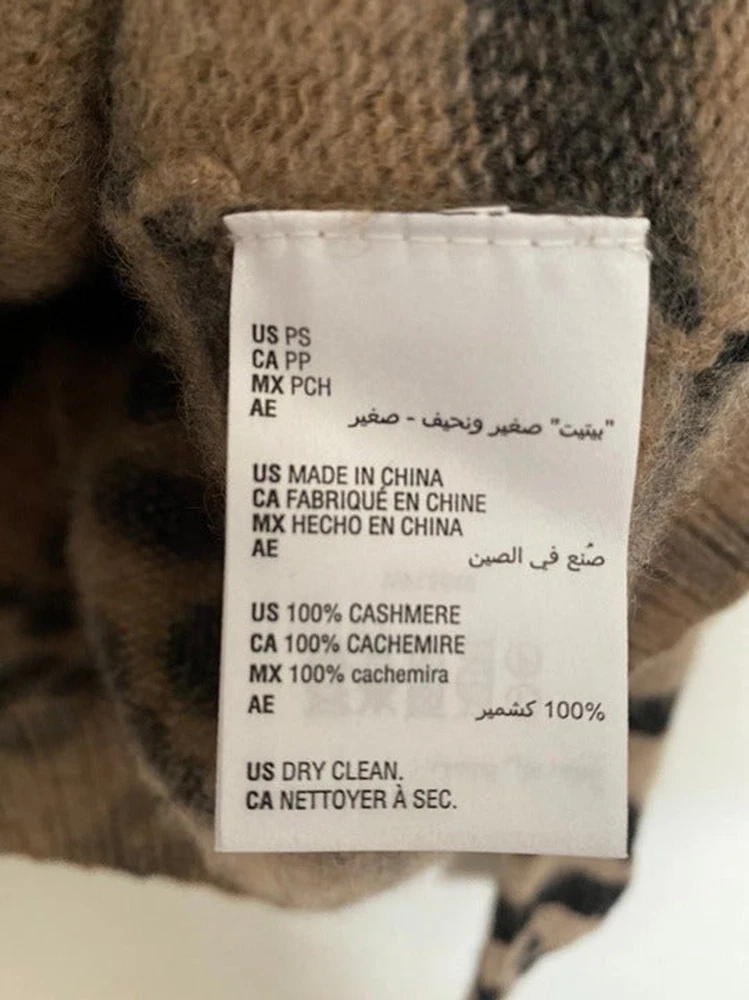 US PS
CA PP
MX PCH
AE "بيتيت" صغير ونحيف - صغير
US MADE IN CHINA
CA FABRIQUÉ EN CHINE
MX HECHO EN CHINA
AE صُنع في الصين
US 100% CASHMERE
CA 100% CACHEMIRE
MX 100% cachemira
AE 100% كشمير
US DRY CLEAN.
CA NETTOYER À SEC.